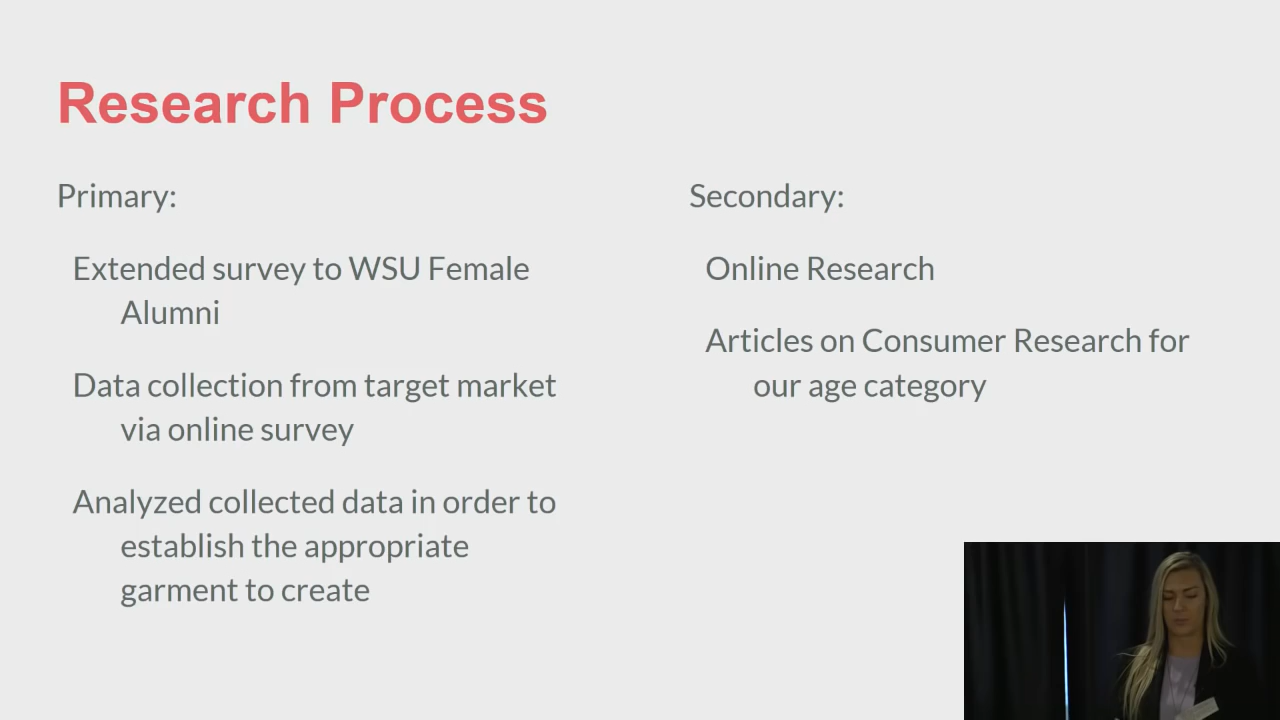 Research Process
Primary:
Extended survey to WSU Female
Alumni
Data collection from target market
via online survey
Analyzed collected data in order to
establish the appropriate
garment to create
Secondary:
Online Research
Articles on Consumer Research for
our age category